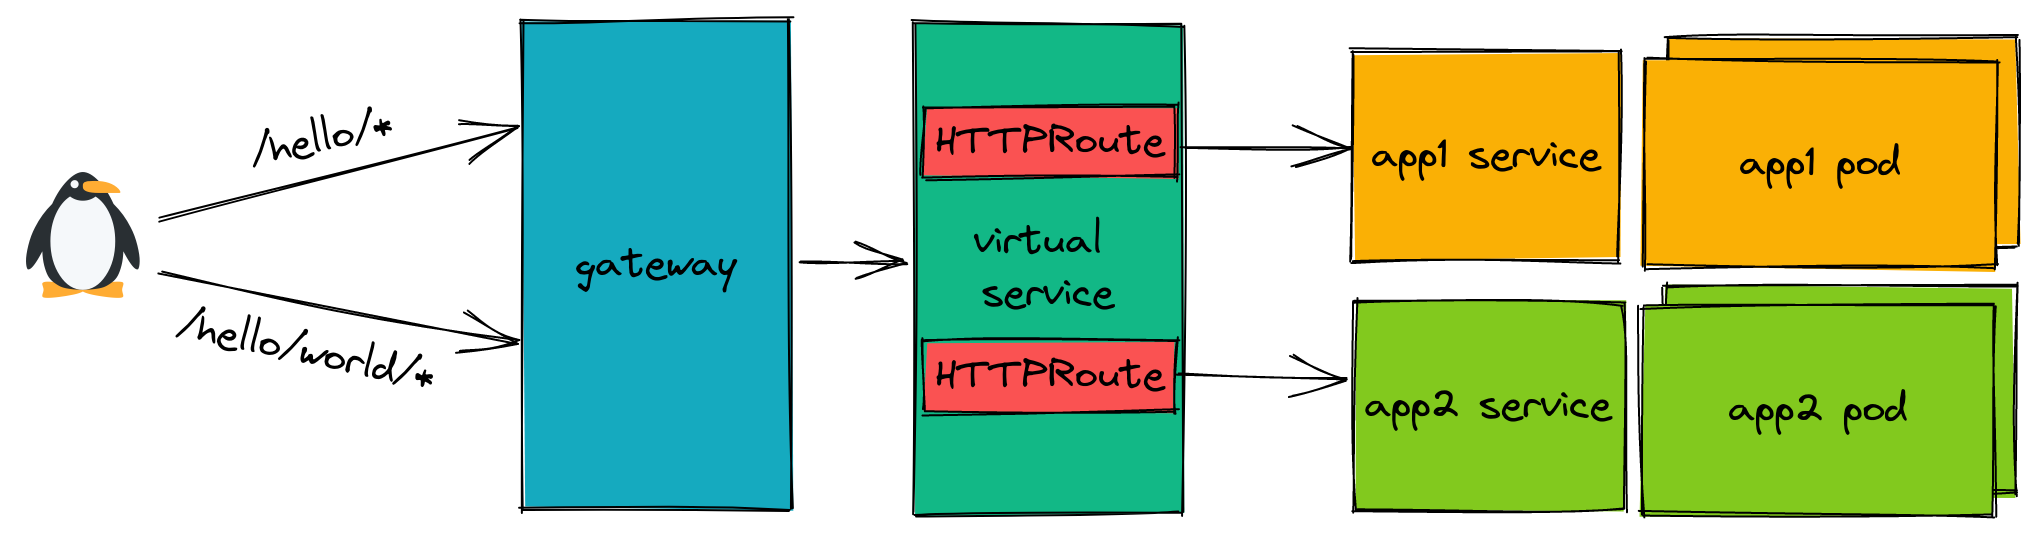 /hello/*
/hello/world/*
gateway
HTTPRoute
virtual
service
HTTPRoute
app1 service
app1 pod
app2 service
app2 pod